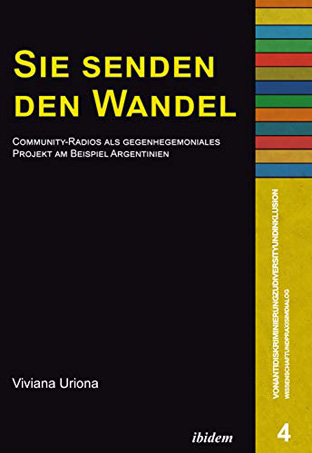 SIE SENDEN
DEN WANDEL
COMMUNITY-RADIOS ALS GEGENHEGEMONIALES
PROJEKT AM BEISPIEL ARGENTINIEN
Viviana Uriona
ibidem
VONANTIDISKRIMINIERUNGZUDIVERSITYUNDINKLUSION
WISSENSCHAFTUNDPRAXISIMDIALOG
4